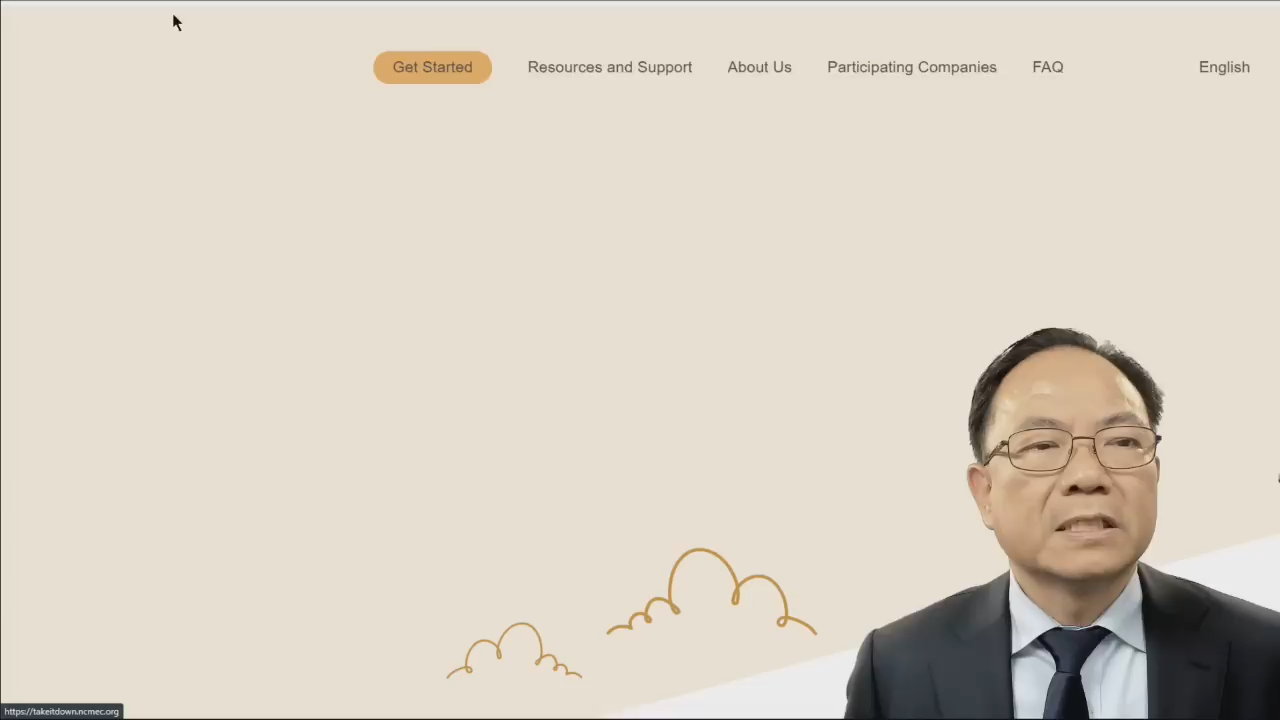 Get Started Resources and Support About Us Participating Companies FAQ English
https://takeitdown.ncmec.org